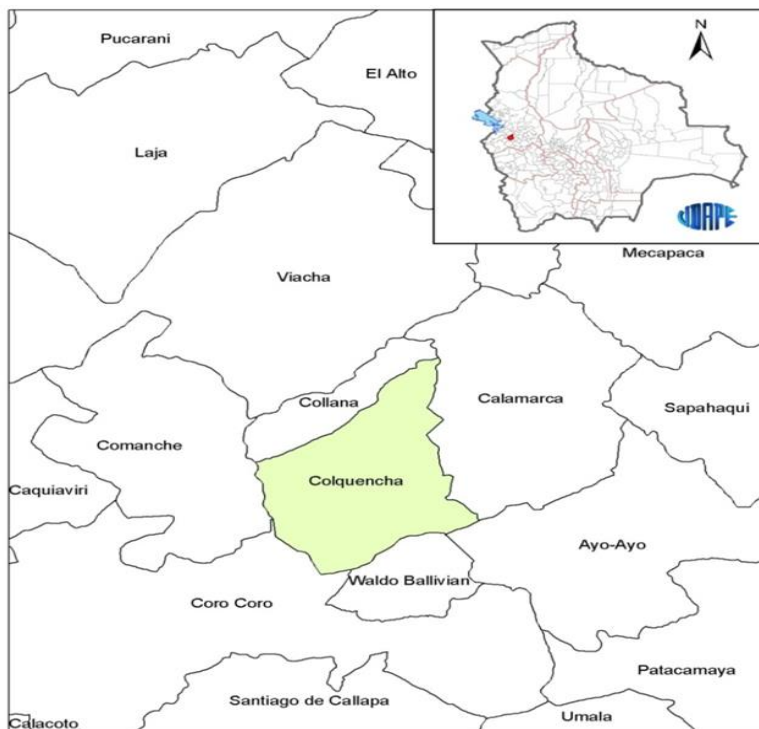 Pucarani
El Alto
N
Laja
UDAPE
Mecapaca
Viacha
Collana
Calamarca
Sapahaqui
Comanche
Colquencha
Caquiaviri
Ayo-Ayo
Waldo Ballivian
Coro Coro
Patacamaya
Santiago de Callapa
Umala
Calacoto